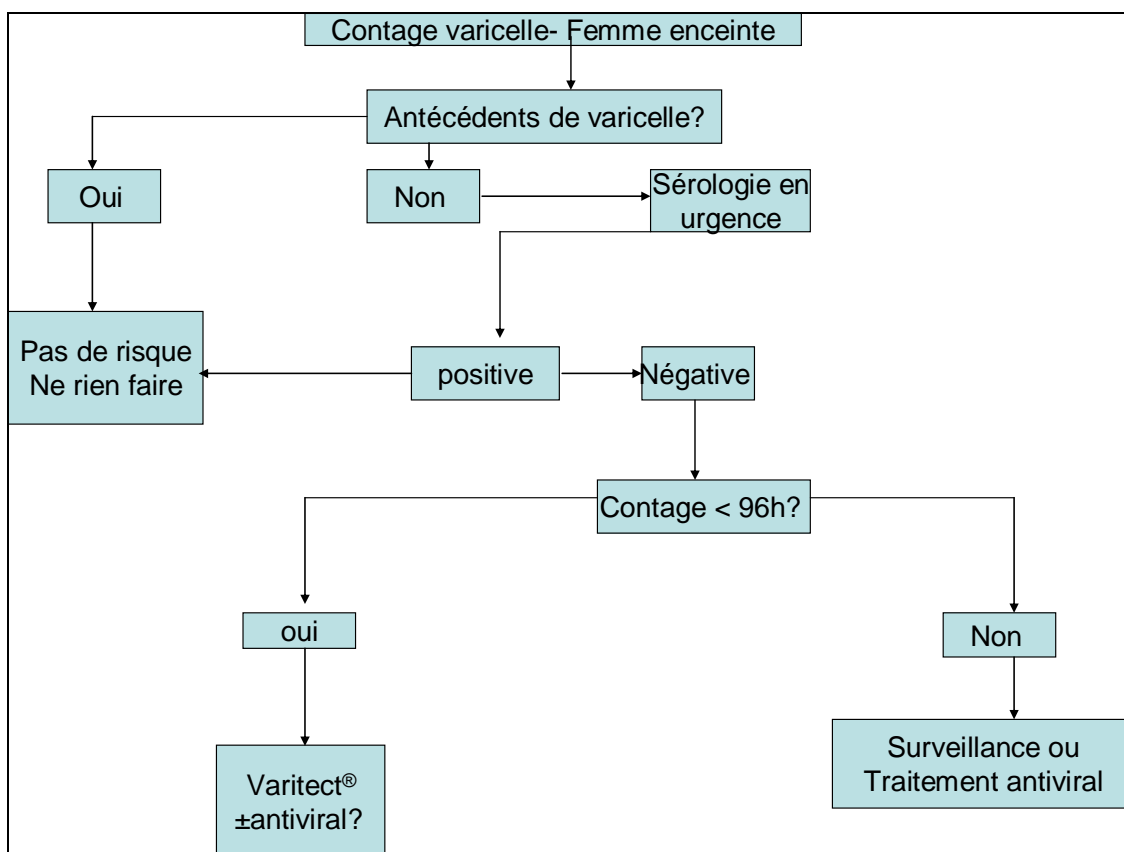 Contage varicelle- Femme enceinte
Antécédents de varicelle?
Oui
Non
Sérologie en
urgence
Pas de risque
Ne rien faire
positive
Négative
Contage < 96h?
oui
Non
Varitect®
±antiviral?
Surveillance ou
Traitement antiviral